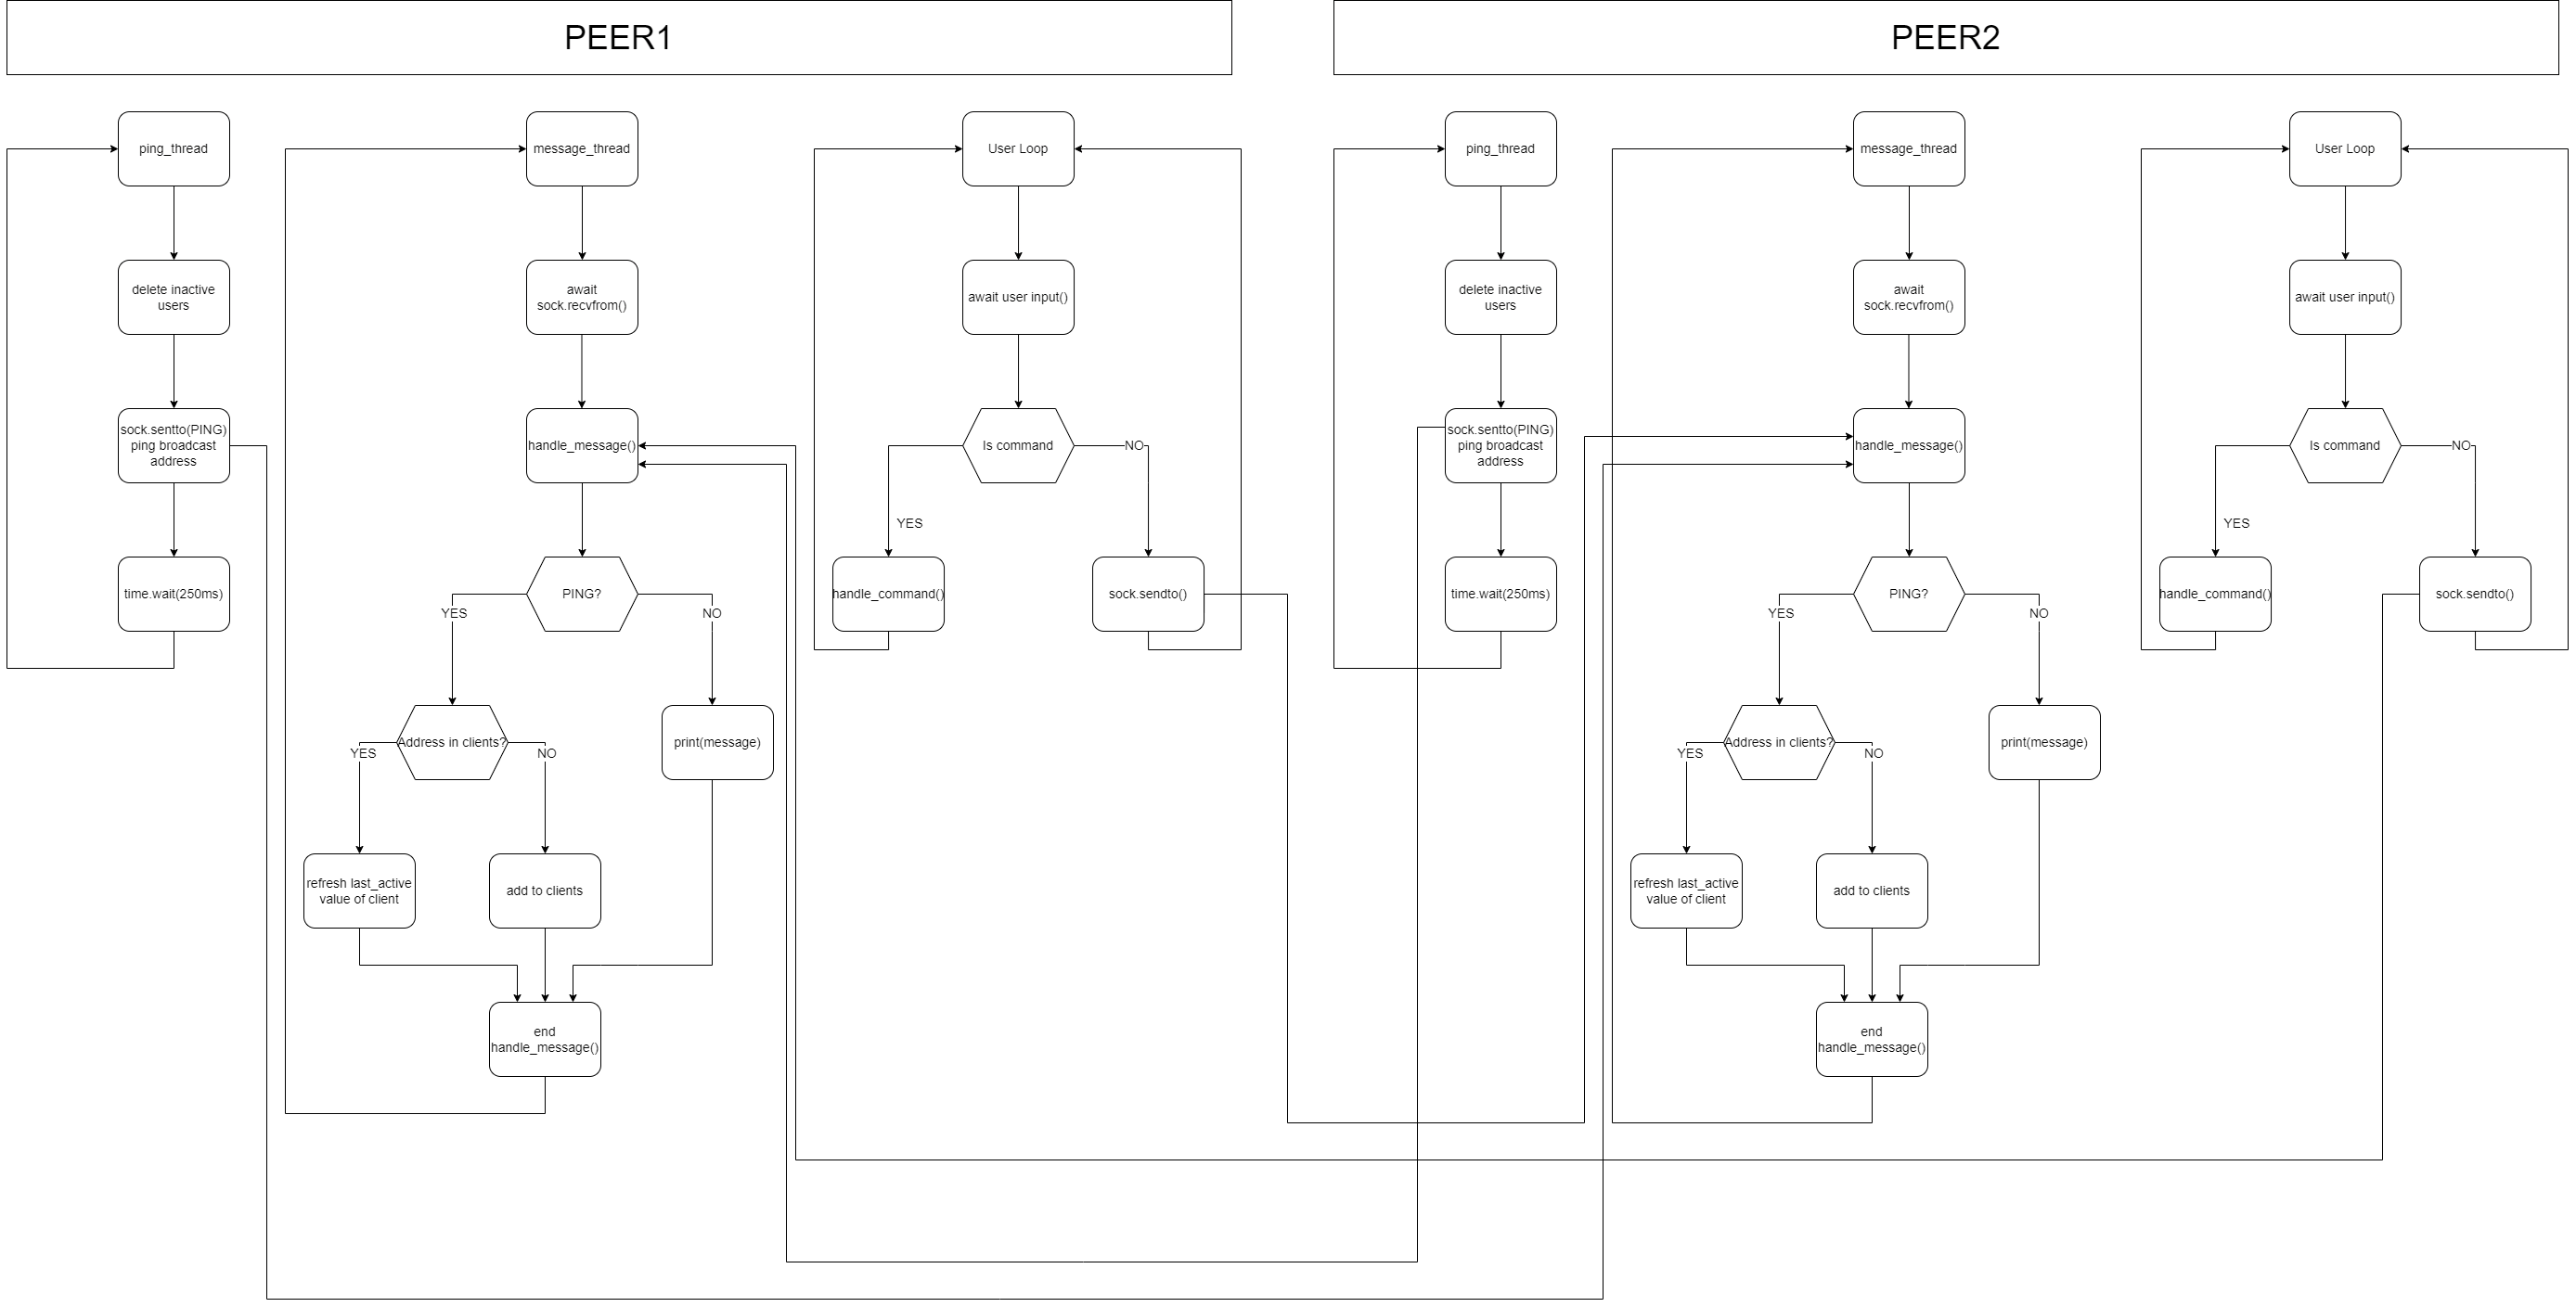 PEER1
PEER2
ping_thread
message_thread
User Loop
ping_thread
message_thread
User Loop
delete inactive
users
await
sock.recvfrom()
await user input()
delete inactive
users
await
sock.recvfrom()
await user input()
sock.sentto(PING)
ping broadcast
address
handle_message()
Is command
NO
sock.sentto(PING)
ping broadcast
address
handle_message()
Is command
NO
YES
YES
time.wait(250ms)
PING?
YES
NO
handle_command()
sock.sendto()
time.wait(250ms)
PING?
YES
NO
handle_command()
sock.sendto()
Address in clients?
YES
NO
print(message)
Address in clients?
YES
NO
print(message)
refresh last_active
value of client
add to clients
refresh last_active
value of client
add to clients
end
handle_message()
end
handle_message()